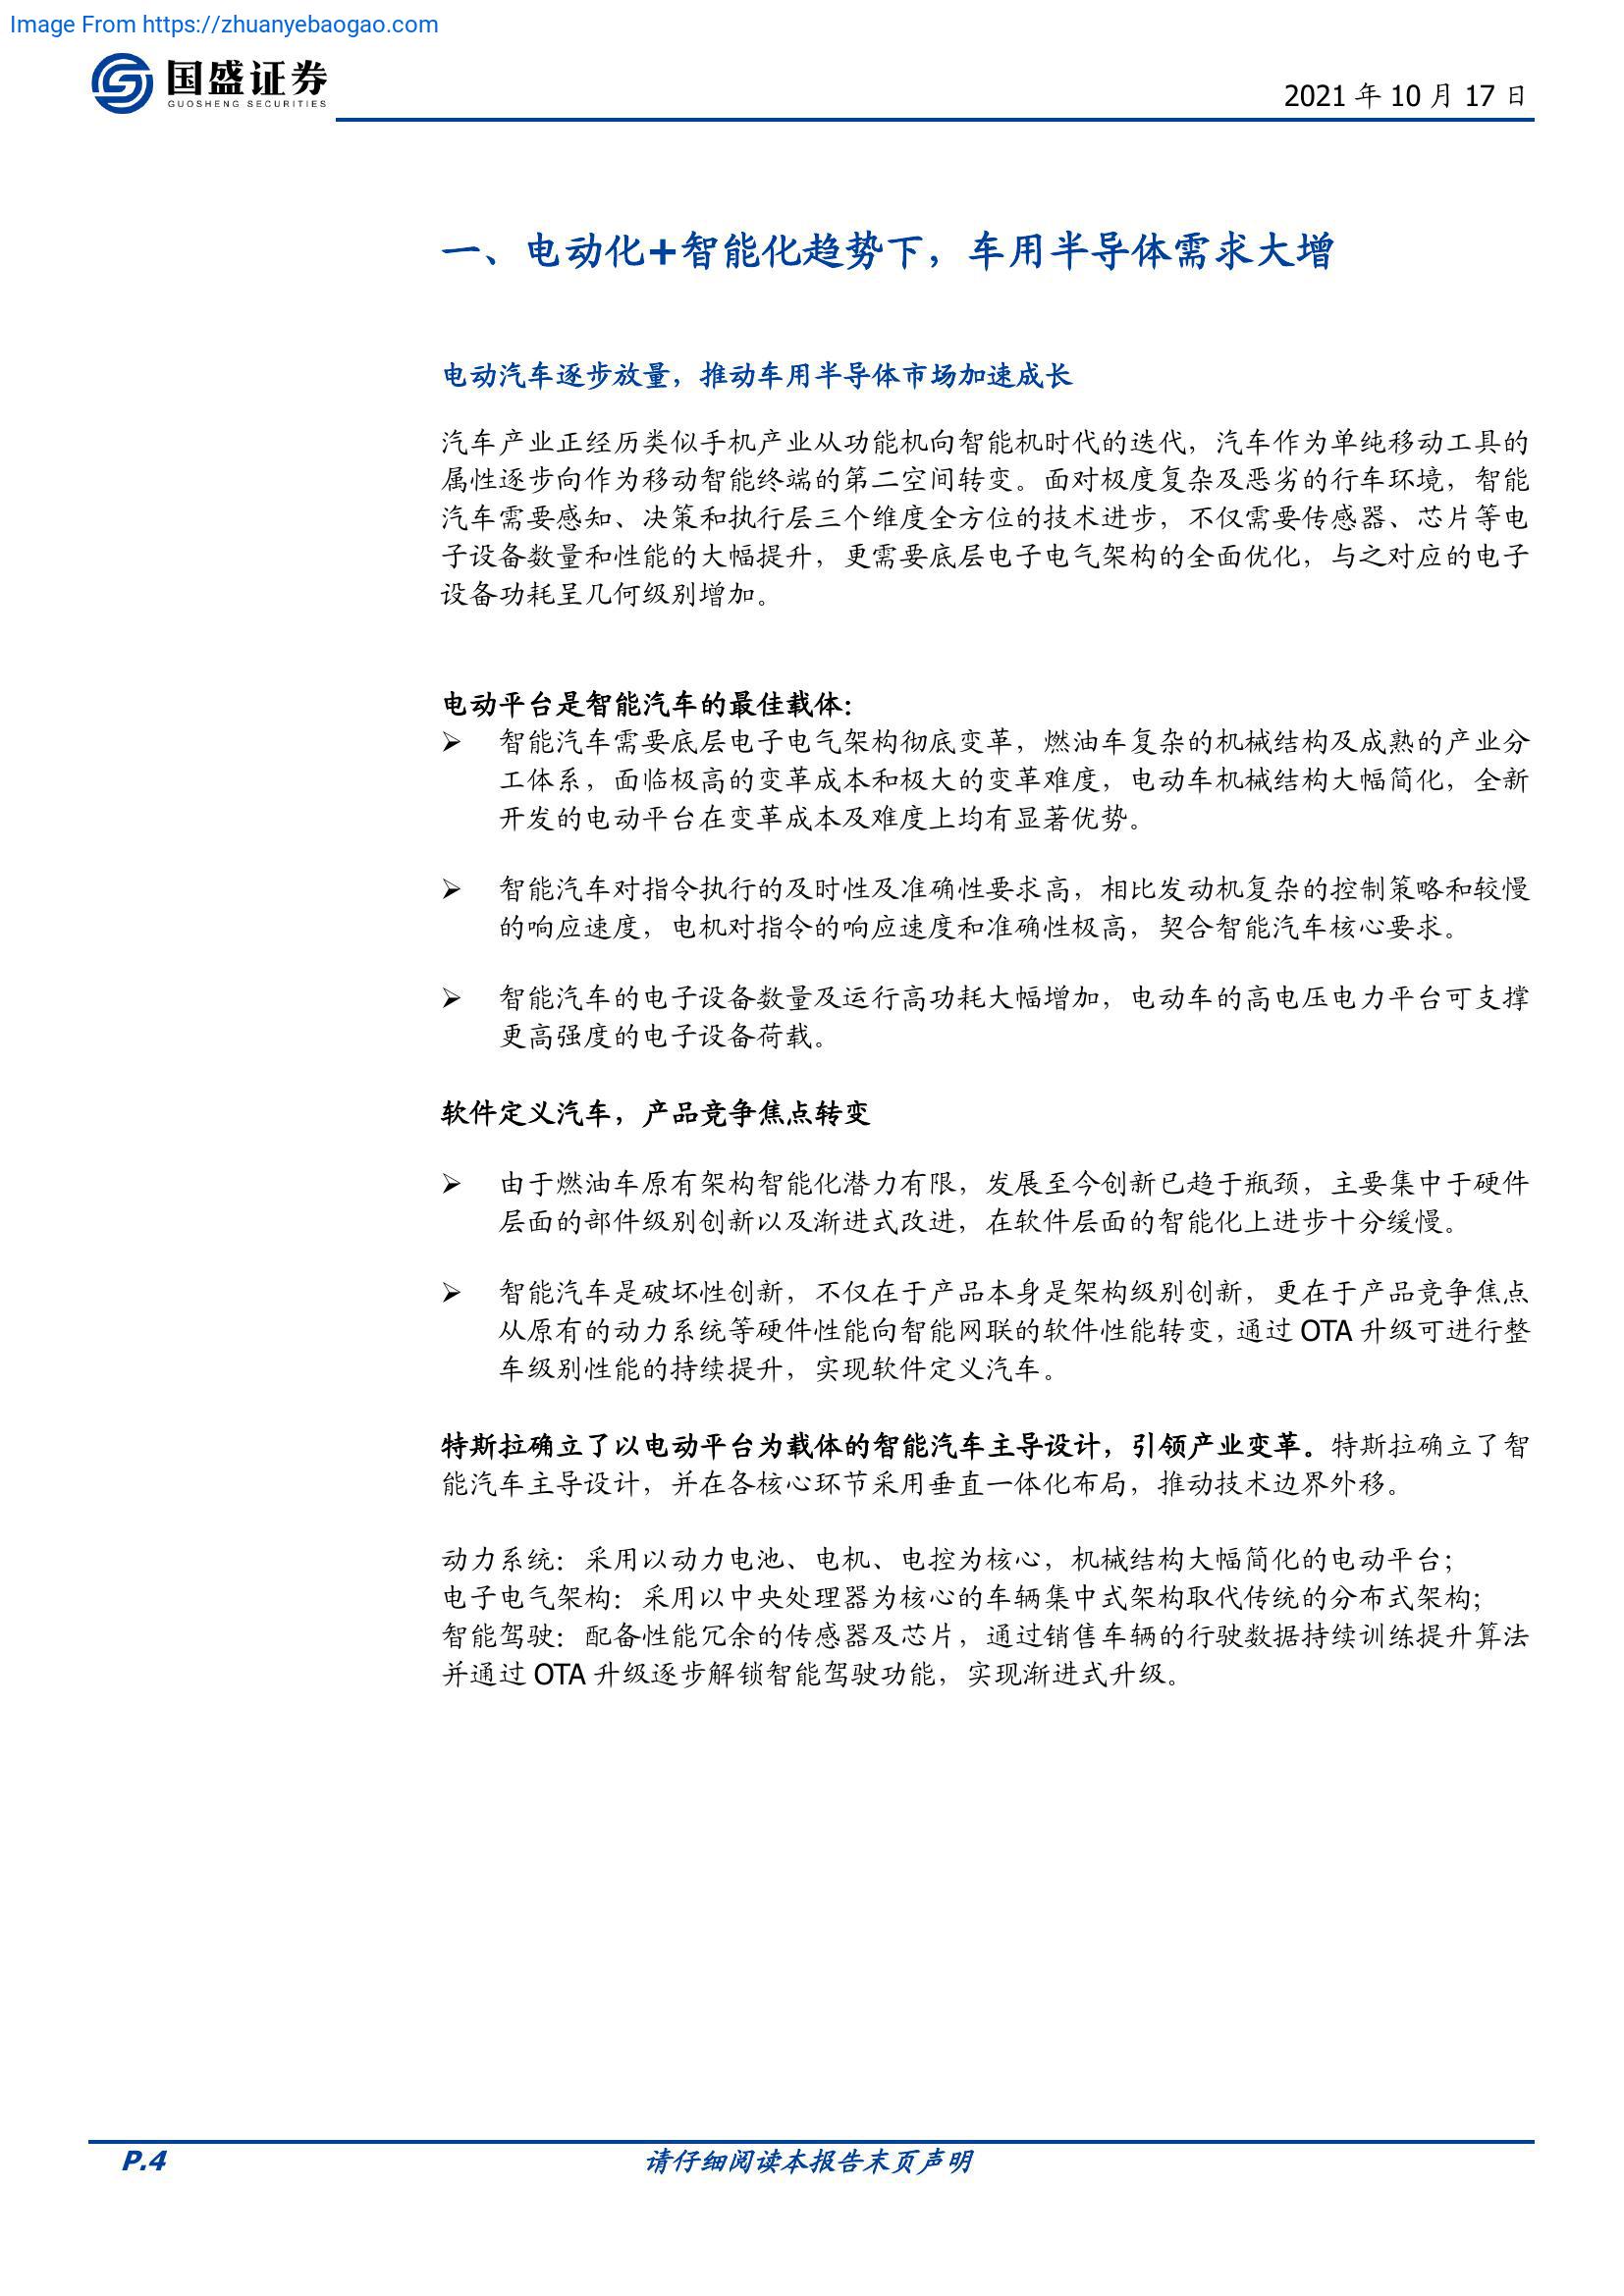 Image From https://zhuanyebaogao.com
国盛证券
GUOSHENG SECURITIES
2021 年 10 月 17 日
一、电动化+智能化趋势下，车用半导体需求大增
电动汽车逐步放量，推动车用半导体市场加速成长
汽车产业正经历类似手机产业从功能机向智能机时代的迭代，汽车作为单纯移动工具的
属性逐步向作为移动智能终端的第二空间转变。面对极度复杂及恶劣的行车环境，智能
汽车需要感知、决策和执行层三个维度全方位的技术进步，不仅需要传感器、芯片等电
子设备数量和性能的大幅提升，更需要底层电子电气架构的全面优化，与之对应的电子
设备功耗呈几何级别增加。
电动平台是智能汽车的最佳载体：
➢ 智能汽车需要底层电子电气架构彻底变革，燃油车复杂的机械结构及成熟的产业分
工体系，面临极高的变革成本和极大的变革难度，电动车机械结构大幅简化，全新
开发的电动平台在变革成本及难度上均有显著优势。
➢ 智能汽车对指令执行的及时性及准确性要求高，相比发动机复杂的控制策略和较慢
的响应速度，电机对指令的响应速度和准确性极高，契合智能汽车核心要求。
➢ 智能汽车的电子设备数量及运行高功耗大幅增加，电动车的高电压电力平台可支撑
更高强度的电子设备荷载。
软件定义汽车，产品竞争焦点转变
➢ 由于燃油车原有架构智能化潜力有限，发展至今创新已趋于瓶颈，主要集中于硬件
层面的部件级别创新以及渐进式改进，在软件层面的智能化上进步十分缓慢。
➢ 智能汽车是破坏性创新，不仅在于产品本身是架构级别创新，更在于产品竞争焦点
从原有的动力系统等硬件性能向智能网联的软件性能转变，通过 OTA 升级可进行整
车级别性能的持续提升，实现软件定义汽车。
特斯拉确立了以电动平台为载体的智能汽车主导设计，引领产业变革。特斯拉确立了智
能汽车主导设计，并在各核心环节采用垂直一体化布局，推动技术边界外移。
动力系统：采用以动力电池、电机、电控为核心，机械结构大幅简化的电动平台；
电子电气架构：采用以中央处理器为核心的车辆集中式架构取代传统的分布式架构；
智能驾驶：配备性能冗余的传感器及芯片，通过销售车辆的行驶数据持续训练提升算法
并通过 OTA 升级逐步解锁智能驾驶功能，实现渐进式升级。
P.4
请仔细阅读本报告末页声明